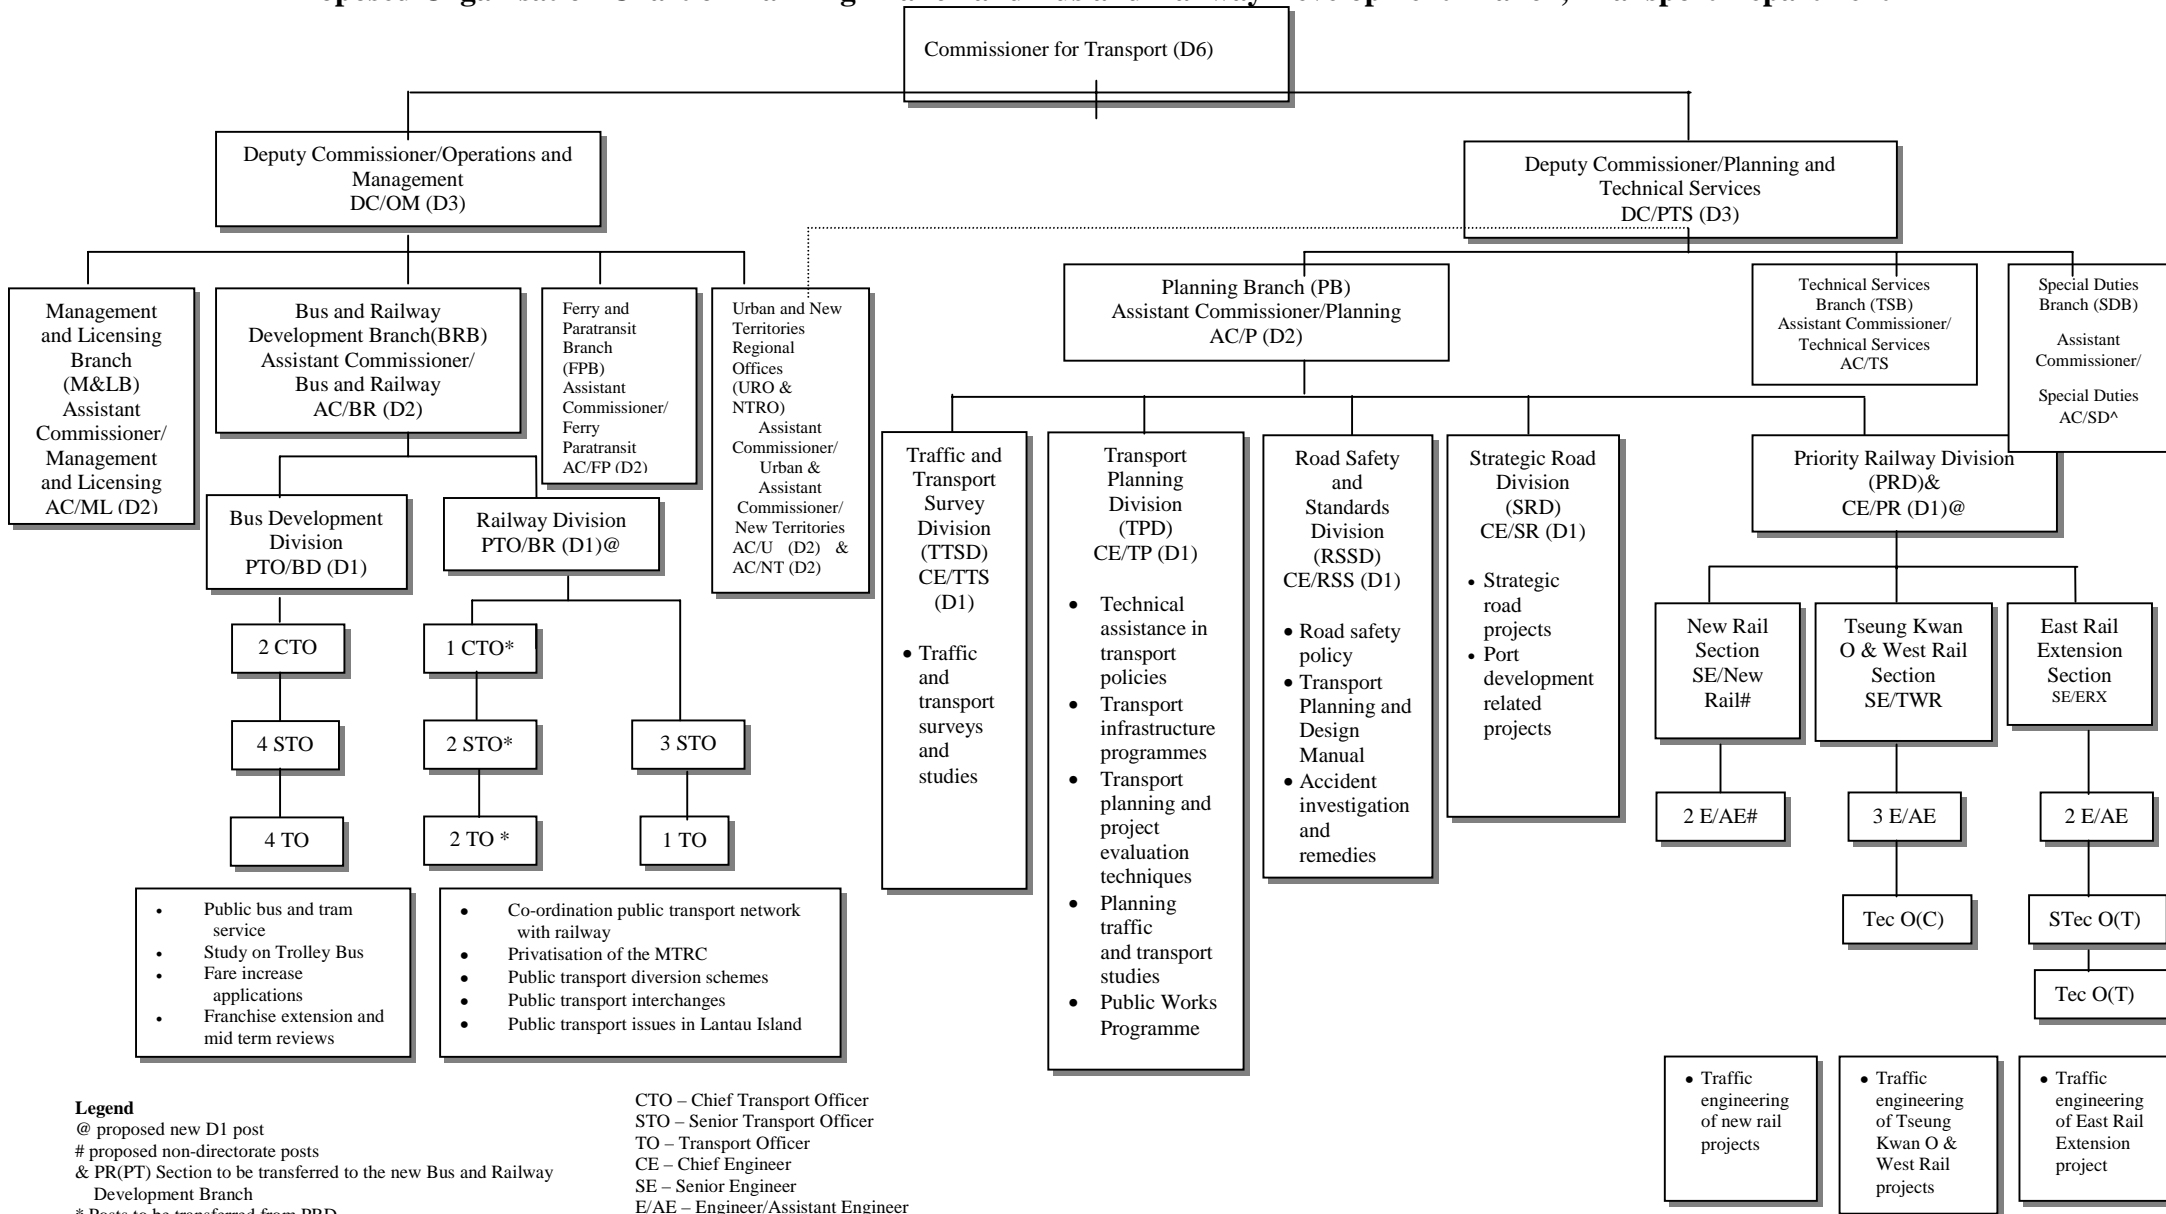 Commissioner for Transport (D6)
Deputy Commissioner/Operations and
Management
DC/OM (D3)
Deputy Commissioner/Planning and
Technical Services
DC/PTS (D3)
Management
and Licensing
Branch
(M&LB)
Assistant
Commissioner/
Management
and Licensing
AC/ML (D2)
Bus and Railway
Development Branch(BRB)
Assistant Commissioner/
Bus and Railway
AC/BR (D2)
Ferry and
Paratransit
Branch
(FPB)
Assistant
Commissioner/
Ferry
Paratransit
AC/FP (D2)
Urban and New
Territories
Regional
Offices
(URO &
NTRO)
Assistant
Commissioner/
Urban &
Assistant
Commissioner/
New Territories
AC/U (D2) &
AC/NT (D2)
Planning Branch (PB)
Assistant Commissioner/Planning
AC/P (D2)
Technical Services
Branch (TSB)
Assistant Commissioner/
Technical Services
AC/TS
Special Duties
Branch (SDB)
Assistant
Commissioner/
Special Duties
AC/SD^
Bus Development
Division
PTO/BD (D1)
Railway Division
PTO/BR (D1)@
2 CTO
4 STO
4 TO
1 CTO*
2 STO*
2 TO *
3 STO
1 TO
• Public bus and tram
service
• Study on Trolley Bus
• Fare increase
applications
• Franchise extension and
mid term reviews
• Co-ordination public transport network
with railway
• Privatisation of the MTRC
• Public transport diversion schemes
• Public transport interchanges
• Public transport issues in Lantau Island
Traffic and
Transport
Survey
Division
(TTSD)
CE/TTS
(D1)
• Traffic
and
transport
surveys
and
studies
Transport
Planning
Division
(TPD)
CE/TP (D1)
• Technical
assistance in
transport
policies
• Transport
infrastructure
programmes
• Transport
planning and
project
evaluation
techniques
• Planning
traffic
and transport
studies
• Public Works
Programme
Road Safety
and
Standards
Division
(RSSD)
CE/RSS (D1)
• Road safety
policy
• Transport
Planning and
Design
Manual
• Accident
investigation
and
remedies
Strategic Road
Division
(SRD)
CE/SR (D1)
• Strategic
road
projects
• Port
development
related
projects
Priority Railway Division
(PRD)&
CE/PR (D1)@
New Rail
Section
SE/New
Rail#
2 E/AE#
Tseung Kwan
O & West Rail
Section
SE/TWR
3 E/AE
Tec O(C)
East Rail
Extension
Section
SE/ERX
2 E/AE
STec O(T)
Tec O(T)
• Traffic
engineering
of new rail
projects
• Traffic
engineering
of Tseung
Kwan O &
West Rail
projects
• Traffic
engineering
of East Rail
Extension
project
Legend
@ proposed new D1 post
# proposed non-directorate posts
& PR(PT) Section to be transferred to the new Bus and Railway
Development Branch
* Posts to be transferred from PRD
CTO – Chief Transport Officer
STO – Senior Transport Officer
TO – Transport Officer
CE – Chief Engineer
SE – Senior Engineer
E/AE – Engineer/Assistant Engineer